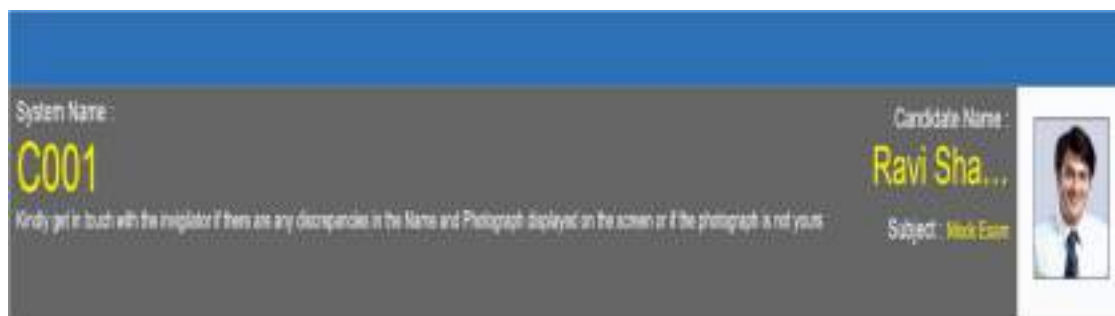 System Name :
C001
Kindly get in touch with the invigilator if there are any discrepancies in the Name and Photograph displayed on the screen or if the photograph is not yours
Candidate Name :
Ravi Sha...
Subject : Mock Exam